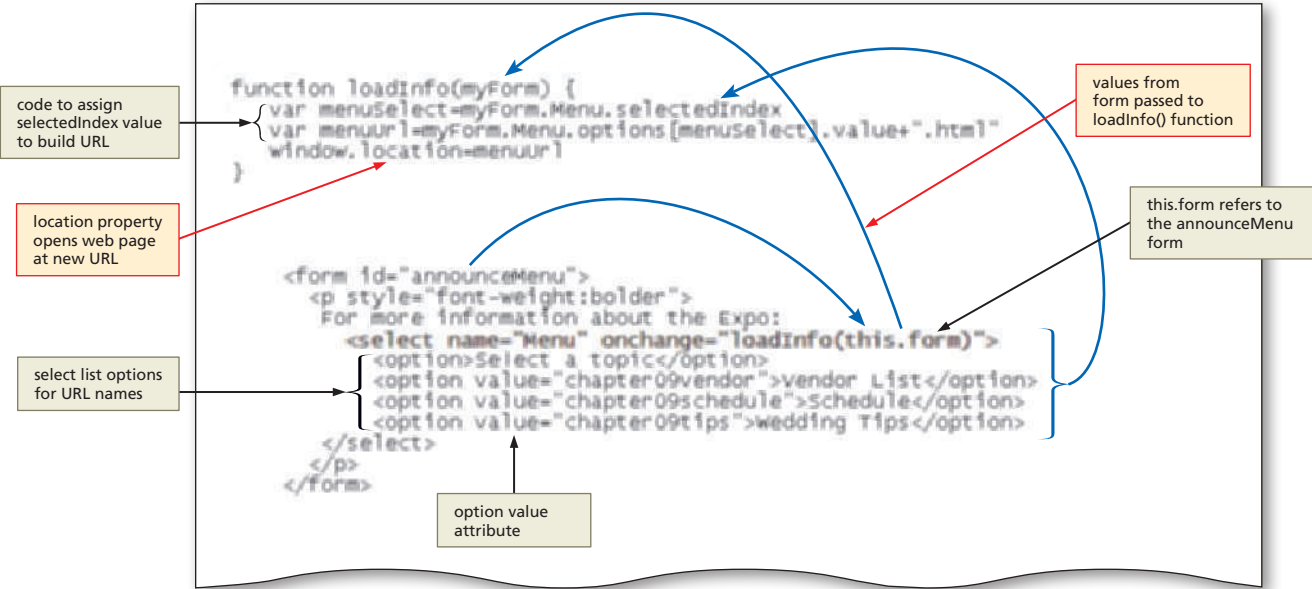 function loadInfo(myForm) {
var menuSelect=myForm.Menu.selectedIndex
var menuUrl=myForm.Menu.options[menuSelect].value+".html"
window.location=menuUrl
}
code to assign
selectedIndex value
to build URL
values from
form passed to
loadInfo() function
location property
opens web page
at new URL
this.form refers to
the announceMenu
form
<form id="announceMenu">
<p style="font-weight:bolder">
For more information about the Expo:
<select name="Menu" onchange="loadInfo(this.form)">
<option>Select a topic</option>
<option value="chapter09vendor">Vendor List</option>
<option value="chapter09schedule">Schedule</option>
<option value="chapter09tips">Wedding Tips</option>
</select>
</p>
</form>
select list options
for URL names
option value
attribute